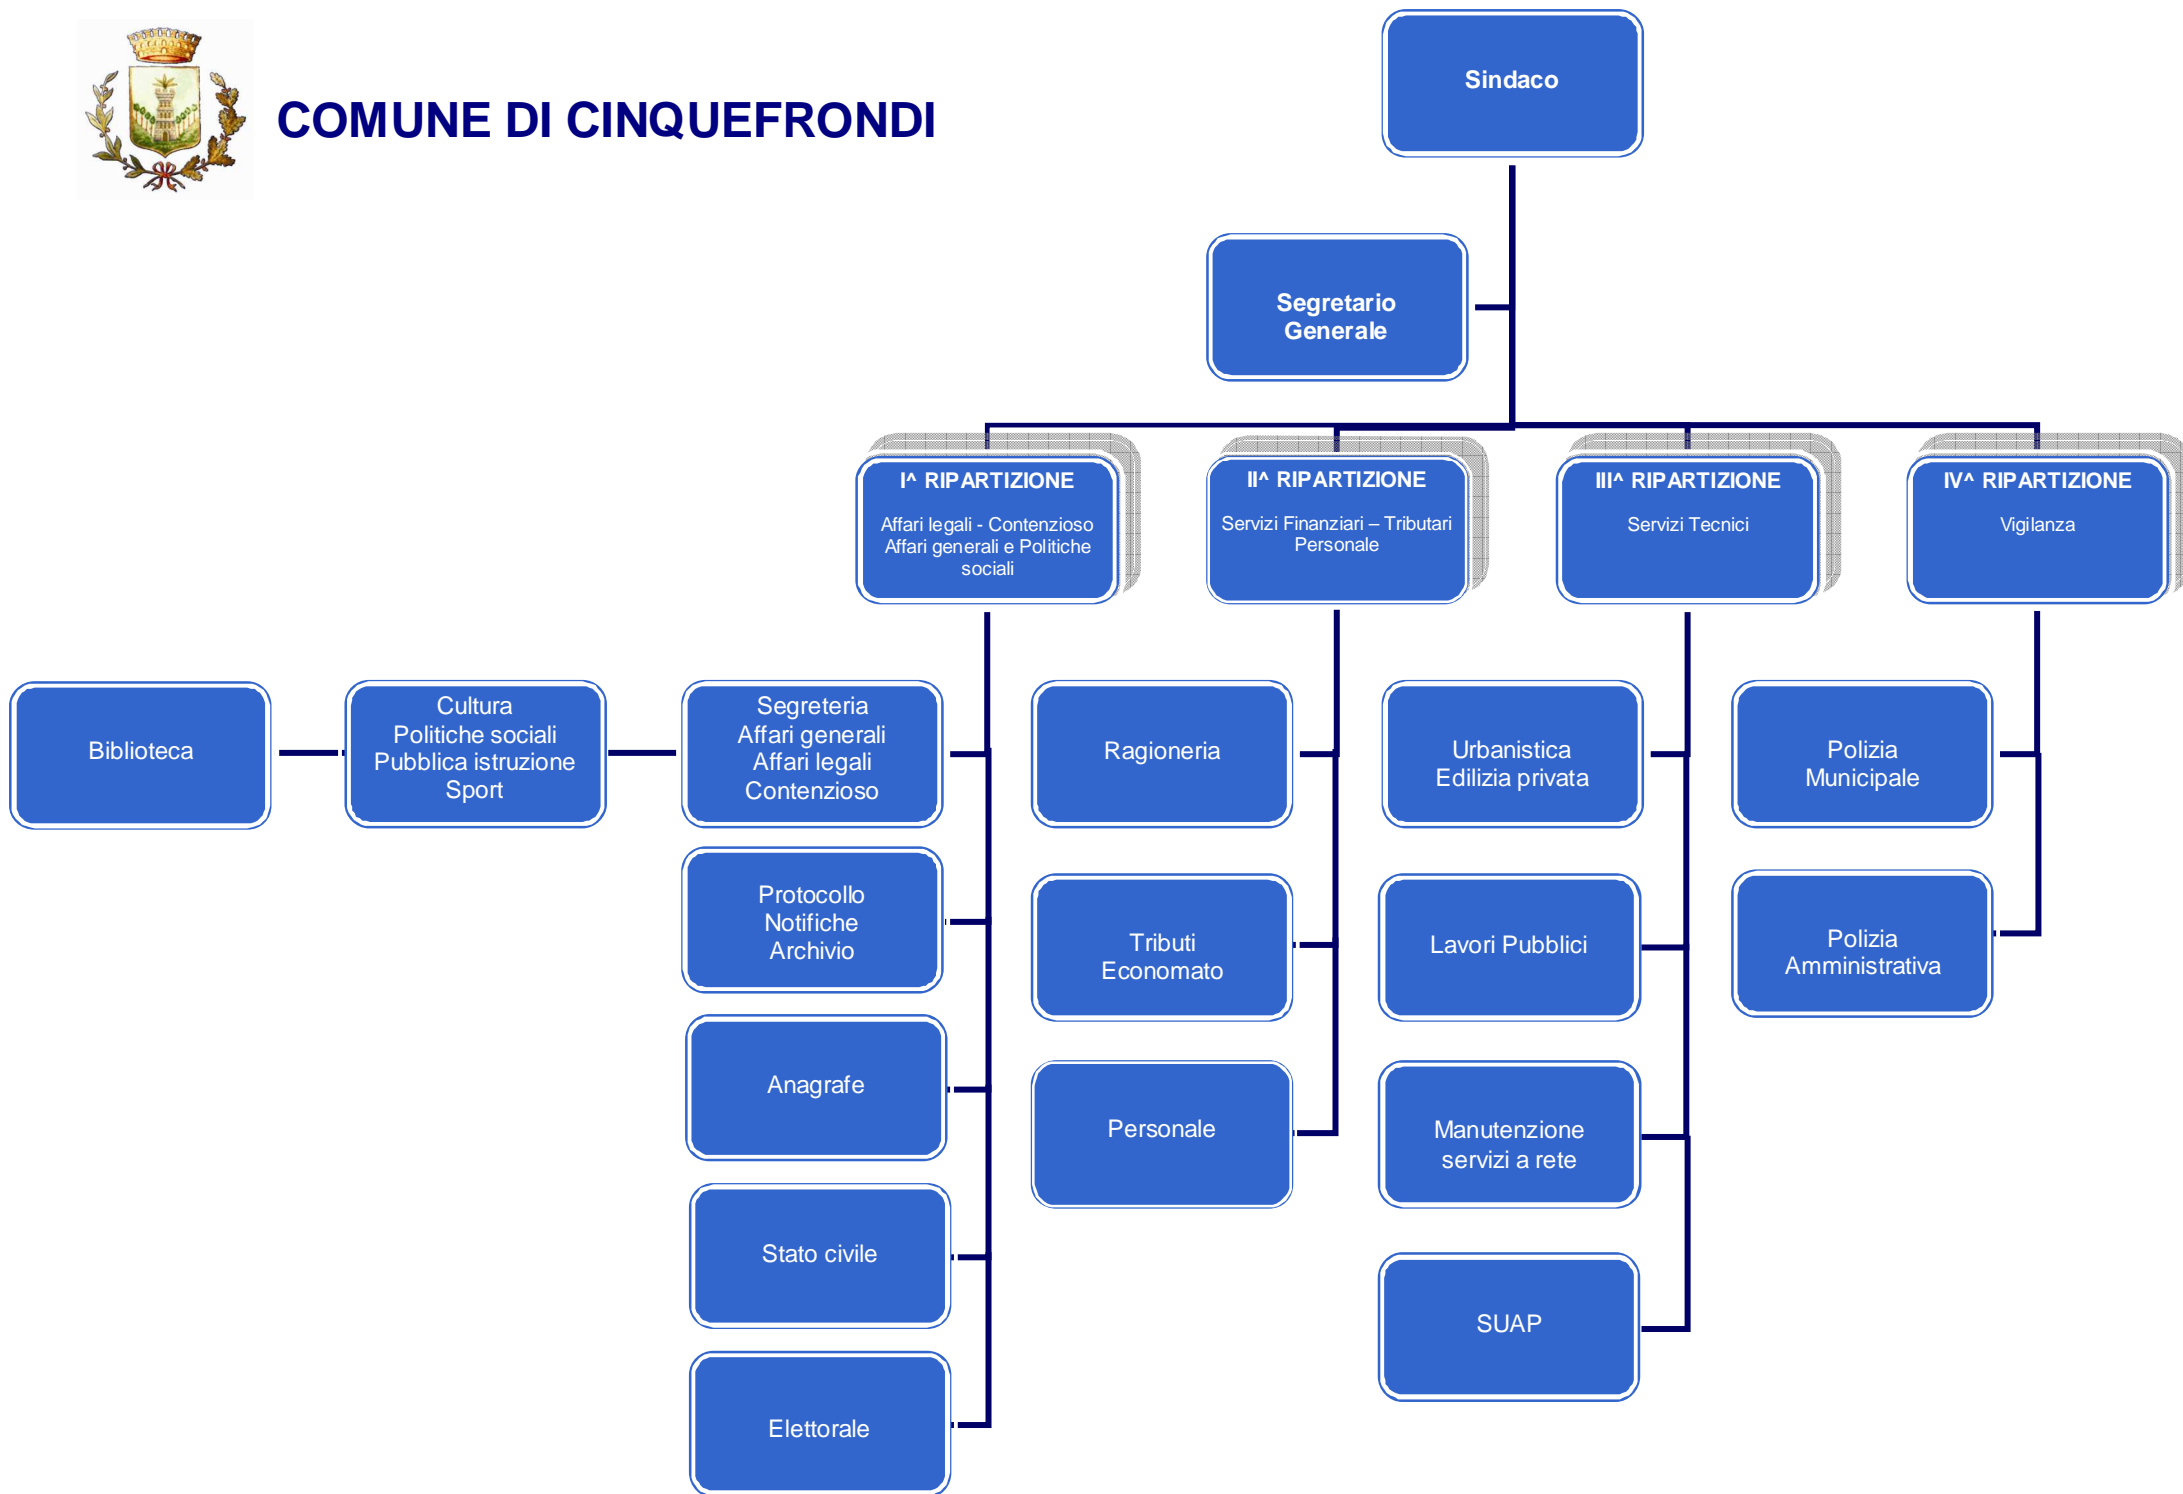 COMUNE DI CINQUEFRONDI
Sindaco
Segretario
Generale
I^ RIPARTIZIONE
Affari legali - Contenzioso
Affari generali e Politiche
sociali
II^ RIPARTIZIONE
Servizi Finanziari – Tributari
Personale
III^ RIPARTIZIONE
Servizi Tecnici
IV^ RIPARTIZIONE
Vigilanza
Biblioteca
Cultura
Politiche sociali
Pubblica istruzione
Sport
Segreteria
Affari generali
Affari legali
Contenzioso
Protocollo
Notifiche
Archivio
Anagrafe
Stato civile
Elettorale
Ragioneria
Tributi
Economato
Personale
Urbanistica
Edilizia privata
Lavori Pubblici
Manutenzione
servizi a rete
SUAP
Polizia
Municipale
Polizia
Amministrativa